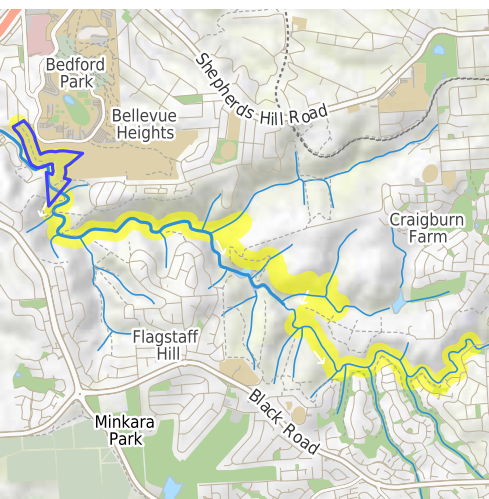 Bedford
Park
Shepherds Hill Road
Bellevue
Heights
Craigburn
Farm
Flagstaff
Hill
Black Road
Minkara
Park